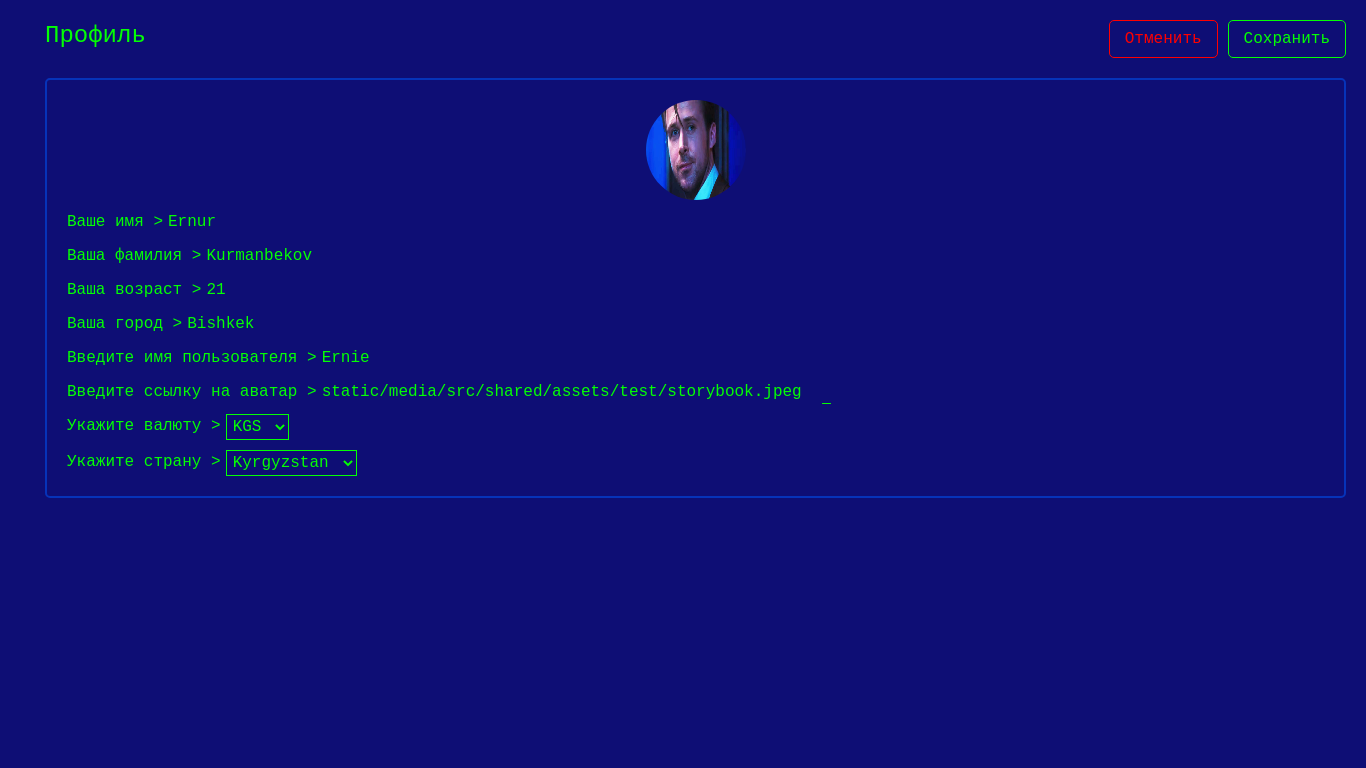 Профиль
Отменить
Сохранить
Ваше имя > Ernur
Ваша фамилия > Kurmanbekov
Ваша возраст > 21
Ваша город > Bishkek
Введите имя пользователя > Ernie
Введите ссылку на аватар > static/media/src/shared/assets/test/storybook.jpeg _
Укажите валюту > KGS
Укажите страну > Kyrgyzstan